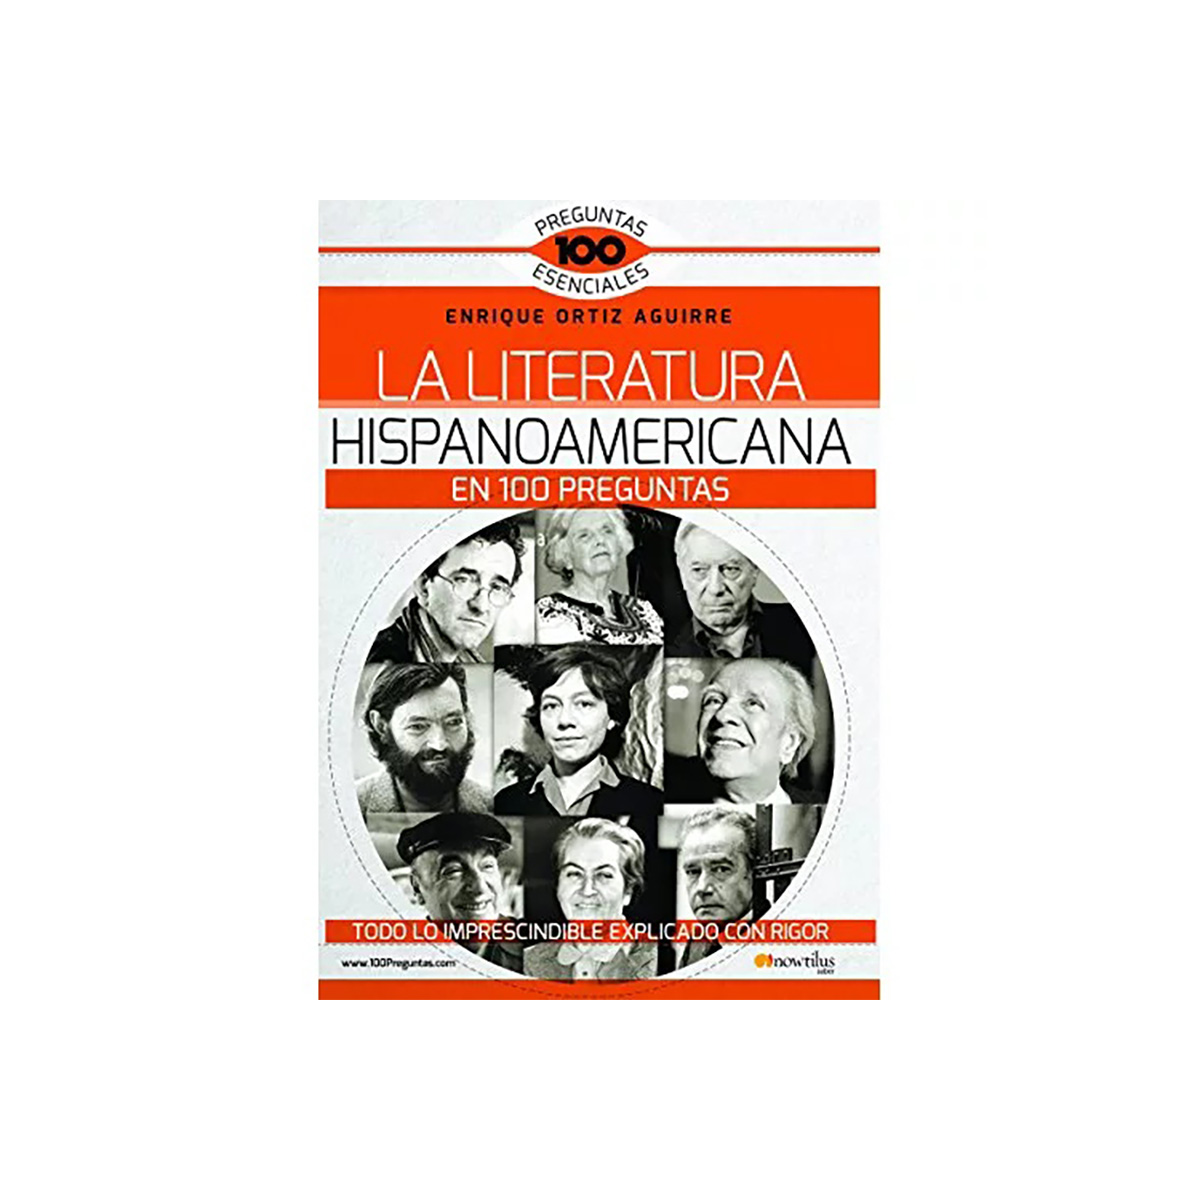 PREGUNTAS
100
ESENCIALES
ENRIQUE ORTIZ AGUIRRE
LA LITERATURA
HISPANOAMERICANA
EN 100 PREGUNTAS
TODO LO IMPRESCINDIBLE EXPLICADO CON RIGOR
www.100Preguntas.com
nowtilus
saber